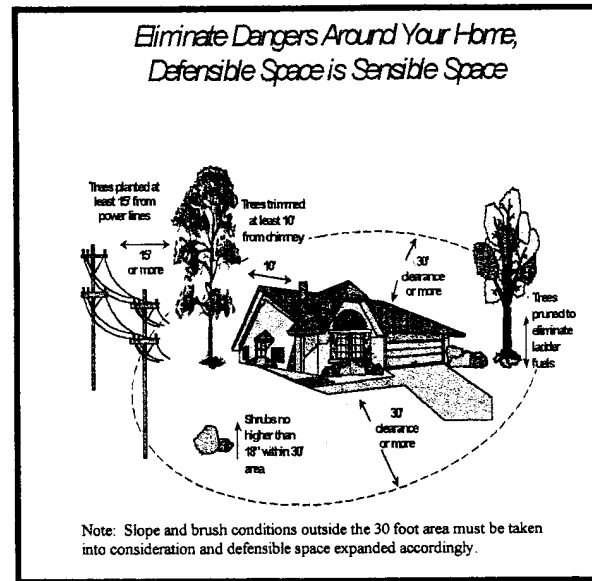 Eliminate Dangers Around Your Home,
Defensible Space is Sensible Space
Trees planted at
least 15' from
power lines
15'
or more
Trees trimmed
at least 10'
from chimney
10'
30'
clearance
or more
Trees
pruned to
eliminate
ladder
fuels
Shrubs no
higher than
18" within 30'
area
30'
clearance
or more
Note: Slope and brush conditions outside the 30 foot area must be taken
into consideration and defensible space expanded accordingly.